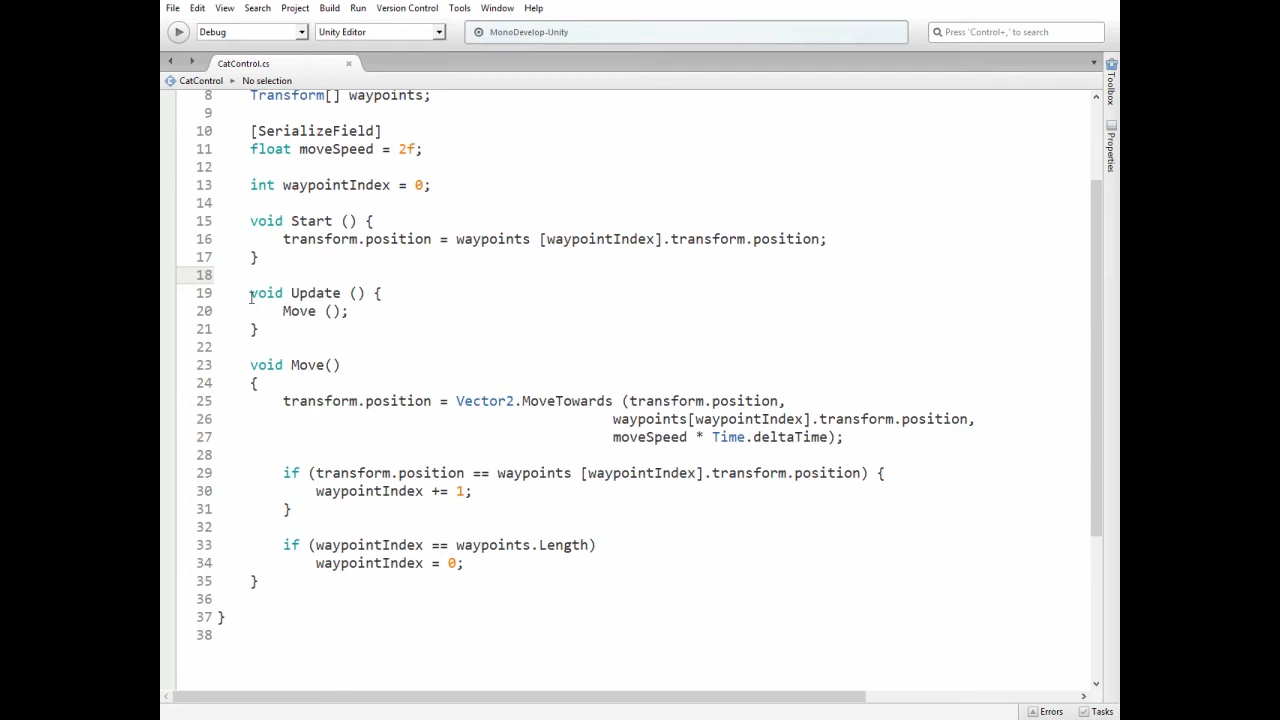 File Edit View Search Project Build Run Version Control Tools Window Help
Debug Unity Editor MonoDevelop-Unity Press 'Control+,' to search
CatControl.cs
CatControl No selection
Toolbox
Properties
8 Transform[] waypoints;
9
10 [SerializeField]
11 float moveSpeed = 2f;
12
13 int waypointIndex = 0;
14
15 void Start () {
16 transform.position = waypoints [waypointIndex].transform.position;
17 }
18
19 void Update () {
20 Move ();
21 }
22
23 void Move()
24 {
25 transform.position = Vector2.MoveTowards (transform.position,
26 waypoints[waypointIndex].transform.position,
27 moveSpeed * Time.deltaTime);
28
29 if (transform.position == waypoints [waypointIndex].transform.position) {
30 waypointIndex += 1;
31 }
32
33 if (waypointIndex == waypoints.Length)
34 waypointIndex = 0;
35 }
36
37 }
38
Errors Tasks